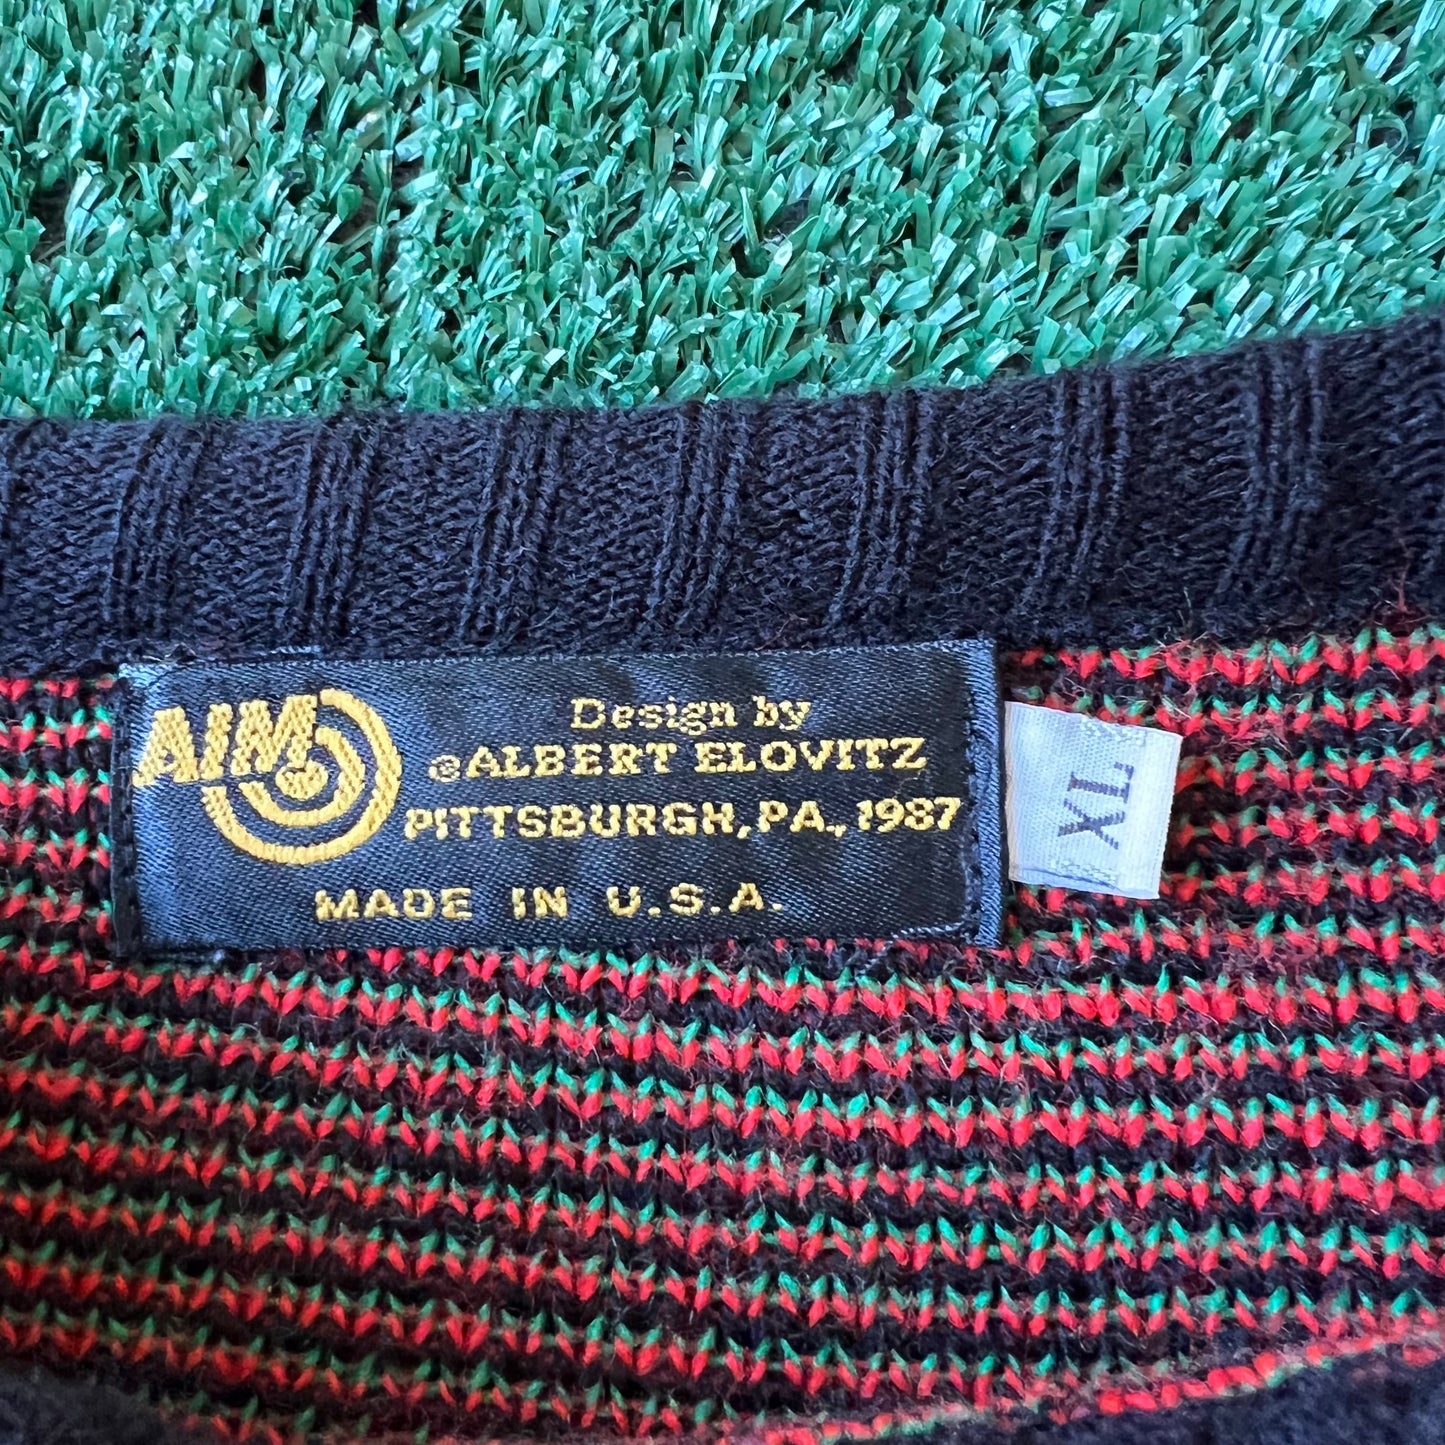 AIM
Design by
©ALBERT ELOVITZ
PITTSBURGH, PA., 1987
MADE IN U.S.A.
XL